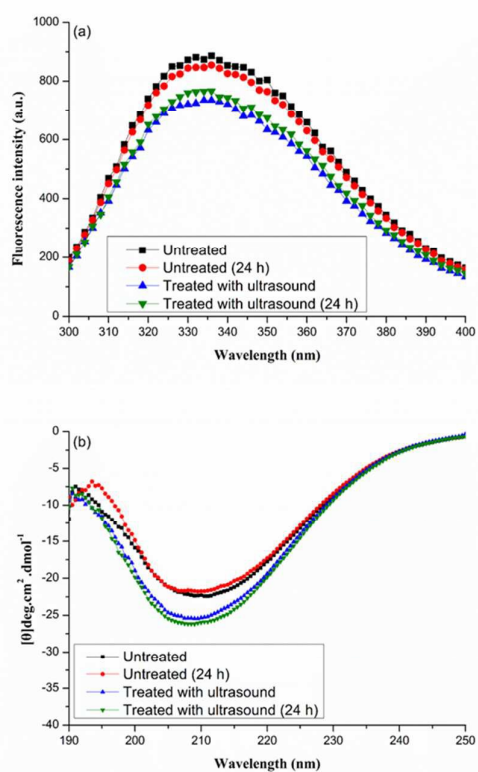 (a)
1000
800
600
400
200
0
Fluorescence intensity (a.u.)
Untreated
Untreated (24 h)
Treated with ultrasound
Treated with ultrasound (24 h)
300 310 320 330 340 350 360 370 380 390 400
Wavelength (nm)
(b)
0
-5
-10
-15
-20
-25
-30
-35
-40
[θ]deg.cm².dmol⁻¹
Untreated
Untreated (24 h)
Treated with ultrasound
Treated with ultrasound (24 h)
190 200 210 220 230 240 250
Wavelength (nm)